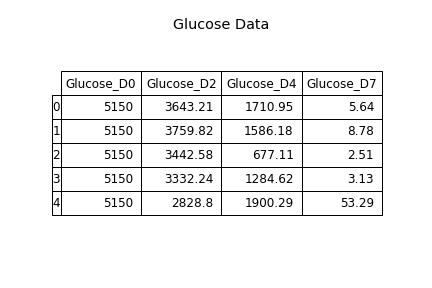 Glucose Data
Glucose_D0 Glucose_D2 Glucose_D4 Glucose_D7
0 5150 3643.21 1710.95 5.64
1 5150 3759.82 1586.18 8.78
2 5150 3442.58 677.11 2.51
3 5150 3332.24 1284.62 3.13
4 5150 2828.8 1900.29 53.29